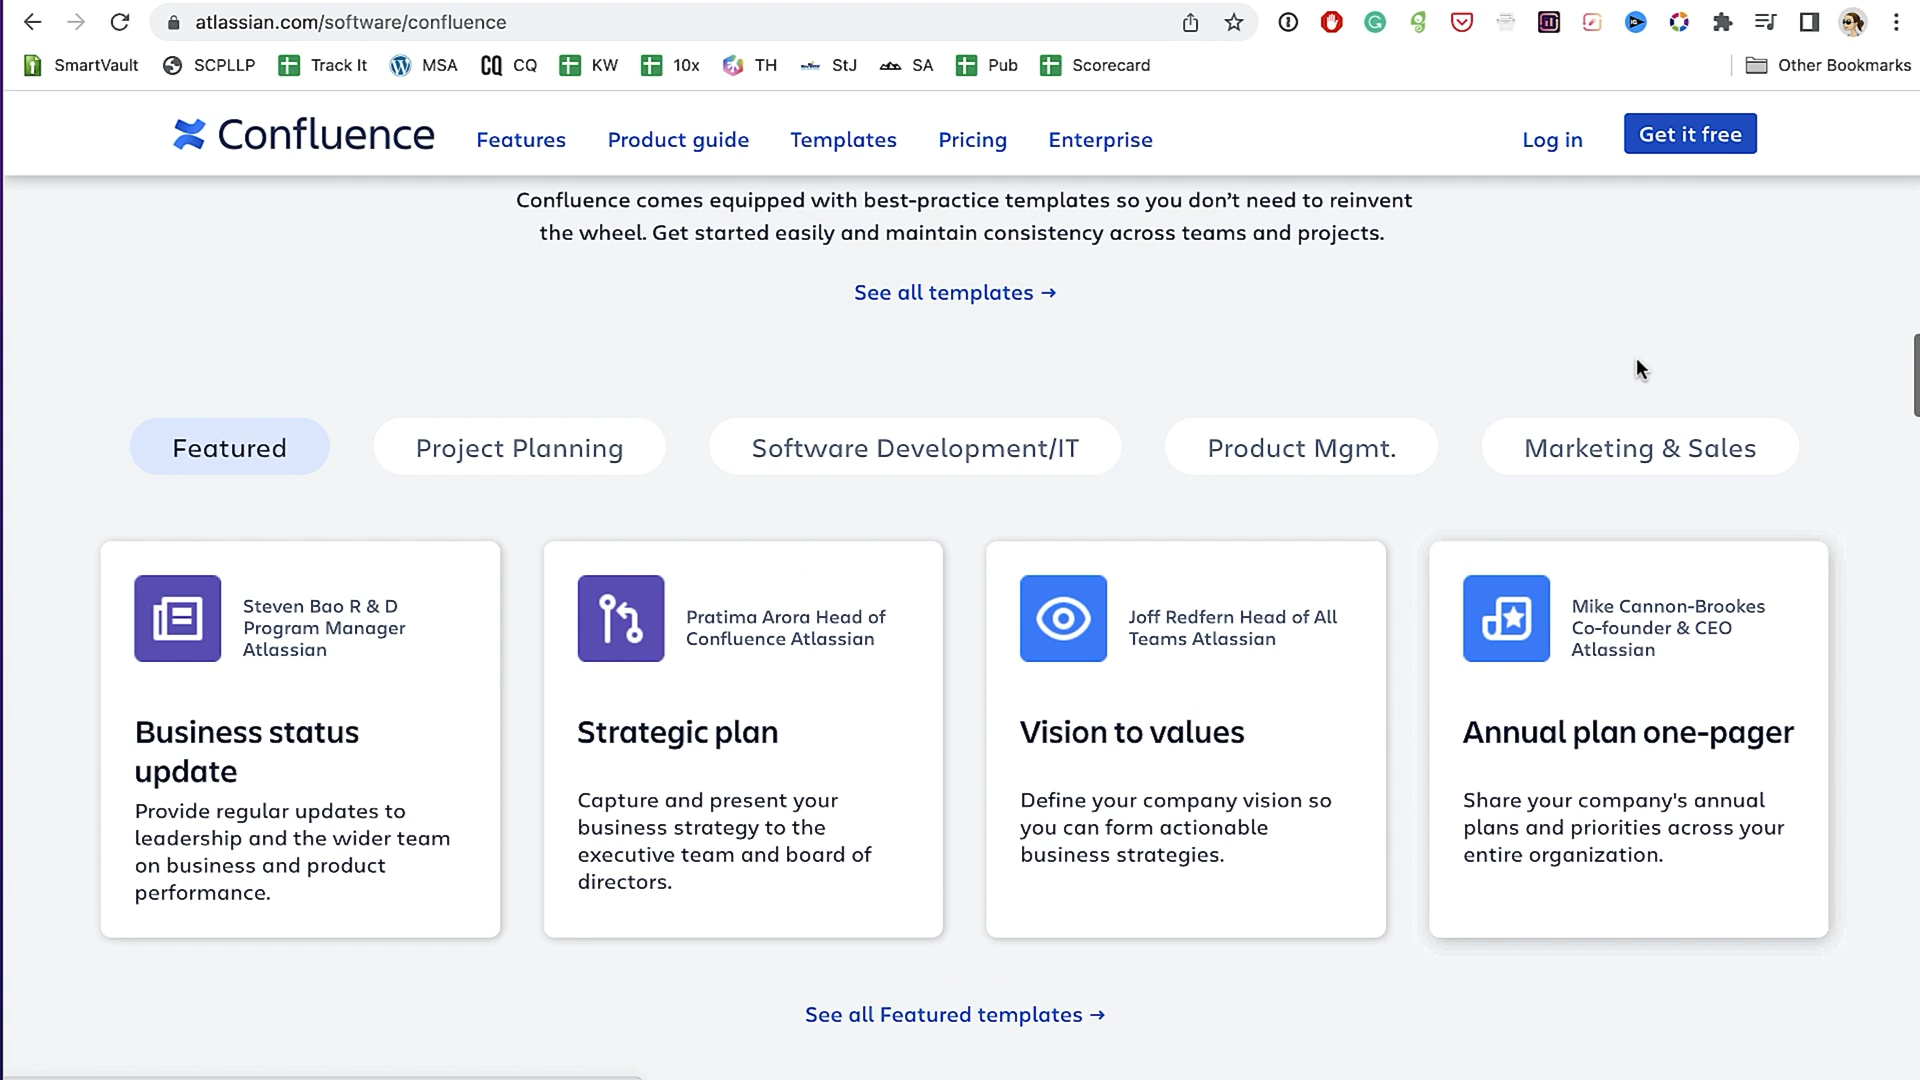 atlassian.com/software/confluence
SmartVault SCPLLP Track It MSA CQ CQ KW 10x TH StJ SA Pub Scorecard Other Bookmarks
Confluence Features Product guide Templates Pricing Enterprise Log in Get it free
Confluence comes equipped with best-practice templates so you don’t need to reinvent
the wheel. Get started easily and maintain consistency across teams and projects.
See all templates →
Featured Project Planning Software Development/IT Product Mgmt. Marketing & Sales
Steven Bao R & D
Program Manager
Atlassian
Business status
update
Provide regular updates to
leadership and the wider team
on business and product
performance.
Pratima Arora Head of
Confluence Atlassian
Strategic plan
Capture and present your
business strategy to the
executive team and board of
directors.
Joff Redfern Head of All
Teams Atlassian
Vision to values
Define your company vision so
you can form actionable
business strategies.
Mike Cannon-Brookes
Co-founder & CEO
Atlassian
Annual plan one-pager
Share your company's annual
plans and priorities across your
entire organization.
See all Featured templates →